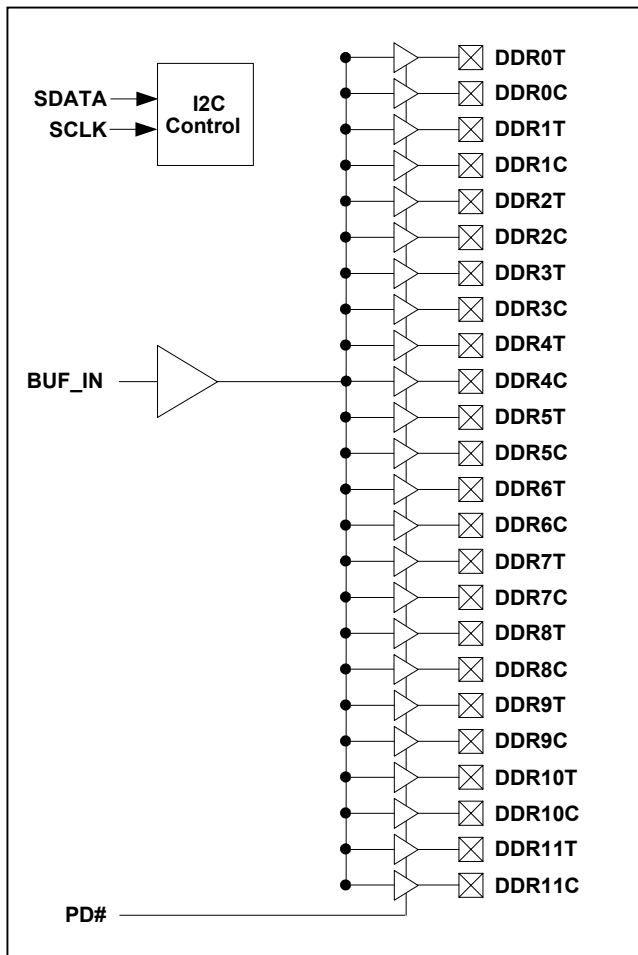 DDR0T
DDR0C
SDATA
I2C
SCLK
Control
DDR1T
DDR1C
DDR2T
DDR2C
DDR3T
DDR3C
DDR4T
BUF_IN
DDR4C
DDR5T
DDR5C
DDR6T
DDR6C
DDR7T
DDR7C
DDR8T
DDR8C
DDR9T
DDR9C
DDR10T
DDR10C
DDR11T
DDR11C
PD#